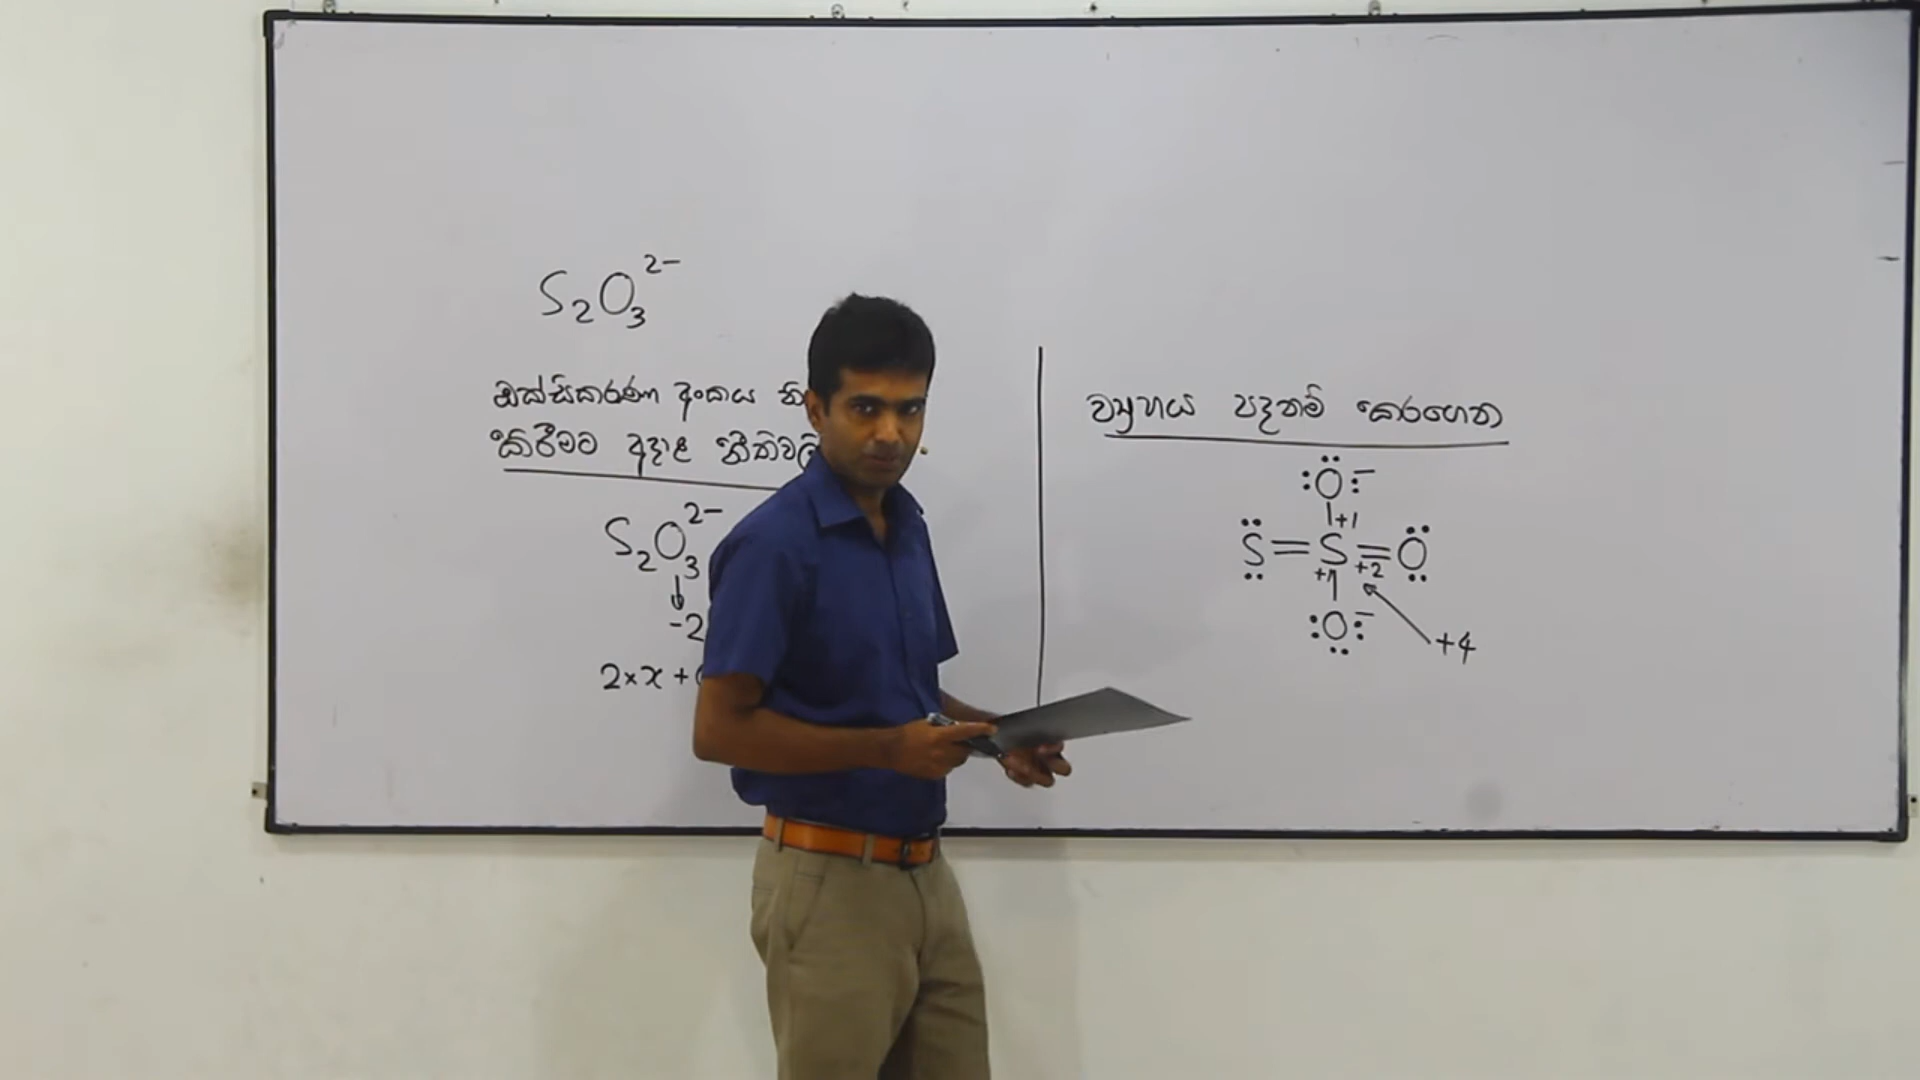 S₂O₃²⁻
ඔක්සිකරණ අංකය
කිරීමට අදාළ
S₂O₃²⁻
↓
-2
2×x +
ව්‍යුහය පදනම් කරගෙන
:Ö:⁻
+1
S=S=O
+1 +2
:O:⁻
+4